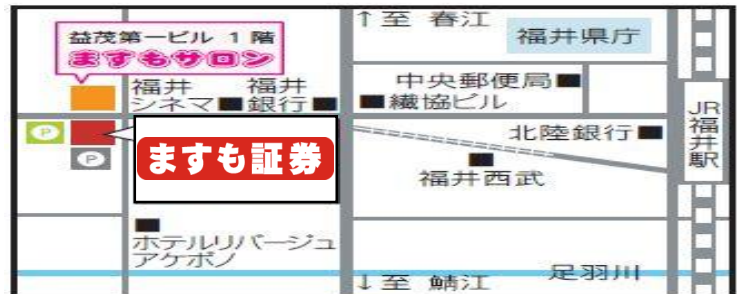 ↑至 春江
福井県庁
益茂第一ビル 1 階
ますもサロン
福井
シネマ■
福井
銀行■
中央郵便局■
■繊協ビル
JR
福
井
駅
P
P
ますも証券
北陸銀行■
■
福井西武
■
ホテルリバージュ
アケボノ
↓至 鯖江
足羽川